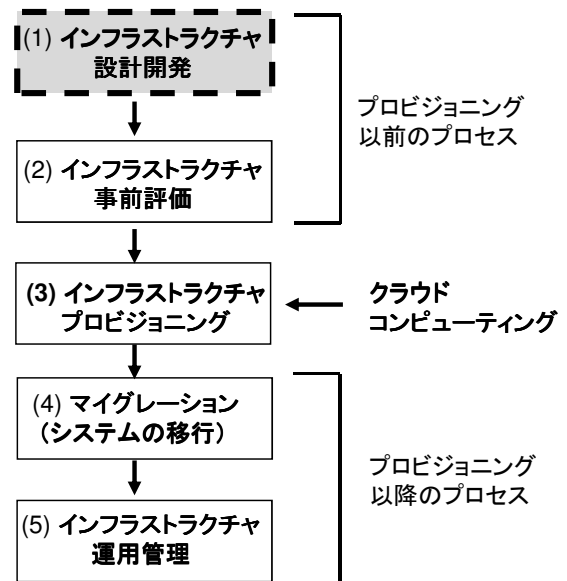 (1) インフラストラクチャ
設計開発
プロビジョニング
以前のプロセス
(2) インフラストラクチャ
事前評価
(3) インフラストラクチャ
プロビジョニング
クラウド
コンピューティング
(4) マイグレーション
(システムの移行)
プロビジョニング
以降のプロセス
(5) インフラストラクチャ
運用管理